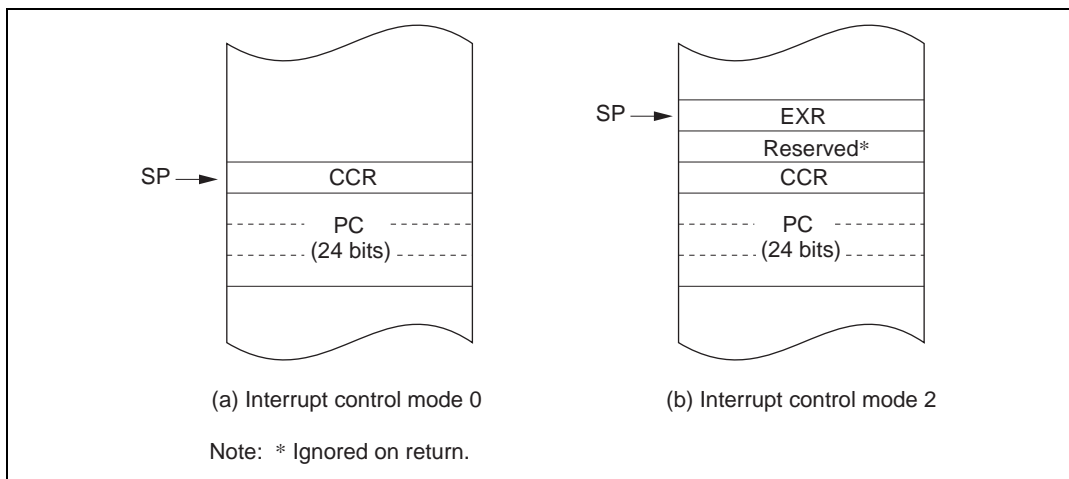 SP
CCR
PC
(24 bits)
(a) Interrupt control mode 0
SP
EXR
Reserved*
CCR
PC
(24 bits)
(b) Interrupt control mode 2
Note: * Ignored on return.